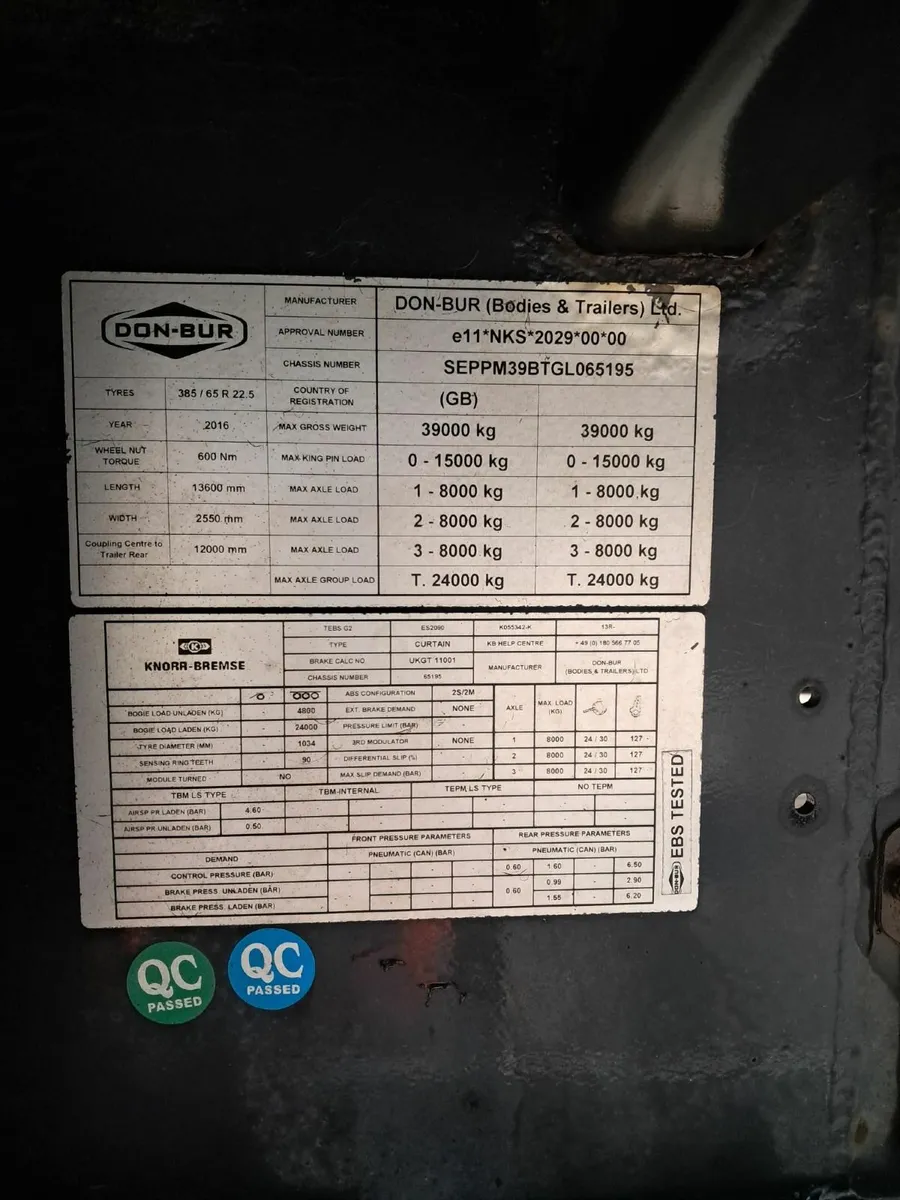 DON-BUR
MANUFACTURER DON-BUR (Bodies & Trailers) Ltd.
APPROVAL NUMBER e11*NKS*2029*00*00
CHASSIS NUMBER SEPPM39BTGL065195
TYRES 385 / 65 R 22.5 COUNTRY OF REGISTRATION (GB)
YEAR 2016 MAX GROSS WEIGHT 39000 kg 39000 kg
WHEEL NUT TORQUE 600 Nm MAX KING PIN LOAD 0 - 15000 kg 0 - 15000 kg
LENGTH 13600 mm MAX AXLE LOAD 1 - 8000 kg 1 - 8000 kg
WIDTH 2550 mm MAX AXLE LOAD 2 - 8000 kg 2 - 8000 kg
Coupling Centre to Trailer Rear 12000 mm MAX AXLE LOAD 3 - 8000 kg 3 - 8000 kg
MAX AXLE GROUP LOAD T. 24000 kg T. 24000 kg
KNORR-BREMSE
TEBS G2 ES2090 K055342-K 13R-
TYPE CURTAIN KB HELP CENTRE + 49 (0) 180 566 77 05
BRAKE CALC NO UKGT 11001 MANUFACTURER DON-BUR (BODIES & TRAILERS) LTD
CHASSIS NUMBER 65195
ABS CONFIGURATION 2S/2M AXLE MAX. LOAD (KG)
BOGIE LOAD UNLADEN (KG) - 4800 EXT. BRAKE DEMAND NONE
BOGIE LOAD LADEN (KG) - 24000 PRESSURE LIMIT (BAR) -
TYRE DIAMETER (MM) - 1034 3RD MODULATOR NONE 1 8000 24 / 30 127
SENSING RING TEETH - 90 DIFFERENTIAL SLIP (%) - 2 8000 24 / 30 127
MODULE TURNED NO MAX SLIP DEMAND (BAR) - 3 8000 24 / 30 127
TBM LS TYPE TBM-INTERNAL TEPM LS TYPE NO TEPM
AIRSP PR LADEN (BAR) 4.60 - - - - - -
AIRSP PR UNLADEN (BAR) 0.50 - - - - - -
FRONT PRESSURE PARAMETERS REAR PRESSURE PARAMETERS
DEMAND PNEUMATIC (CAN) (BAR) PNEUMATIC (CAN) (BAR)
CONTROL PRESSURE (BAR) - - - - 0.60 1.60 - 6.50
BRAKE PRESS. UNLADEN (BAR) - - - - 0.60 0.99 - 2.90
BRAKE PRESS. LADEN (BAR) - - - 1.55 - 6.20
DON-BUR EBS TESTED
QC PASSED
QC PASSED